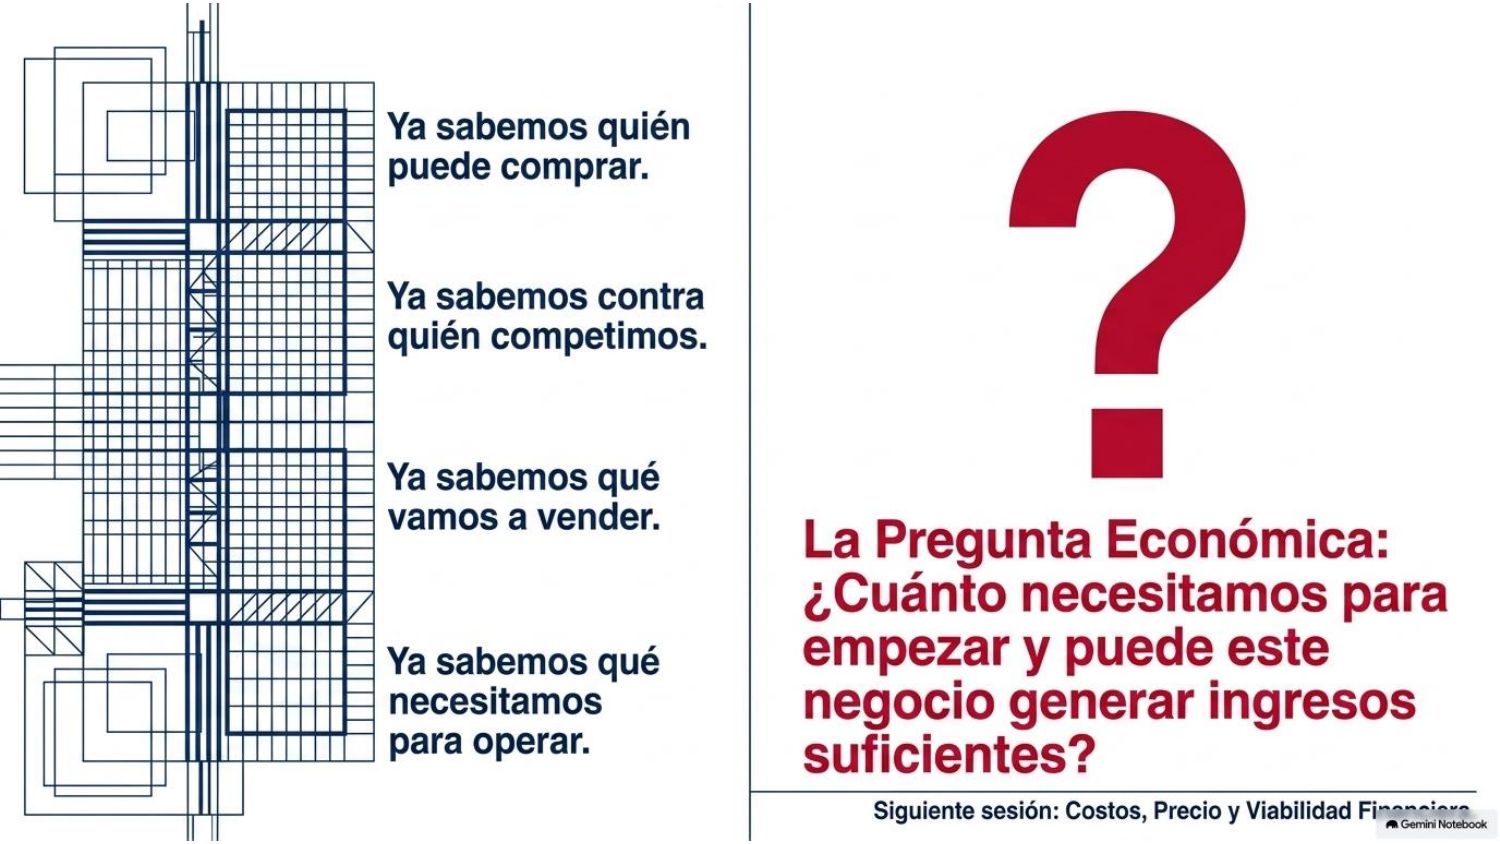 Ya sabemos quién
puede comprar.
Ya sabemos contra
quién competimos.
Ya sabemos qué
vamos a vender.
Ya sabemos qué
necesitamos
para operar.
?
La Pregunta Económica:
¿Cuánto necesitamos para
empezar y puede este
negocio generar ingresos
suficientes?
Siguiente sesión: Costos, Precio y Viabilidad Financiera.
Gemini Notebook